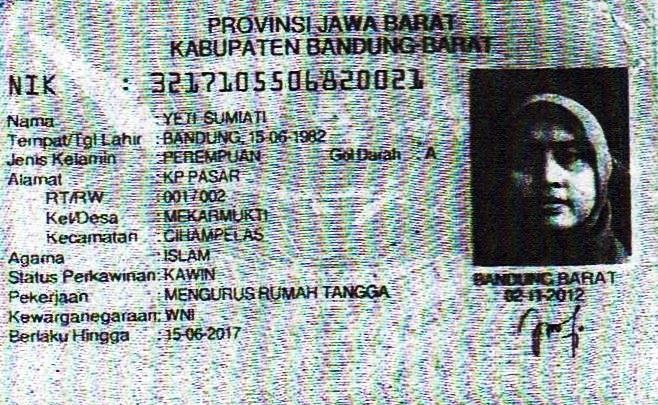 PROVINSI JAWA BARAT
KABUPATEN BANDUNG BARAT
NIK : 3217105506820021
Nama : YETI SUMIATI
Tempat/Tgl Lahir : BANDUNG, 15-06-1982
Jenis Kelamin : PEREMPUAN Gol Darah : A
Alamat : KP PASAR
RT/RW : 001/002
Kel/Desa : MEKARMUKTI
Kecamatan : CIHAMPELAS
Agama : ISLAM
Status Perkawinan: KAWIN
Pekerjaan : MENGURUS RUMAH TANGGA
Kewarganegaraan: WNI
Berlaku Hingga : 15-06-2017
BANDUNG BARAT
02-11-2012